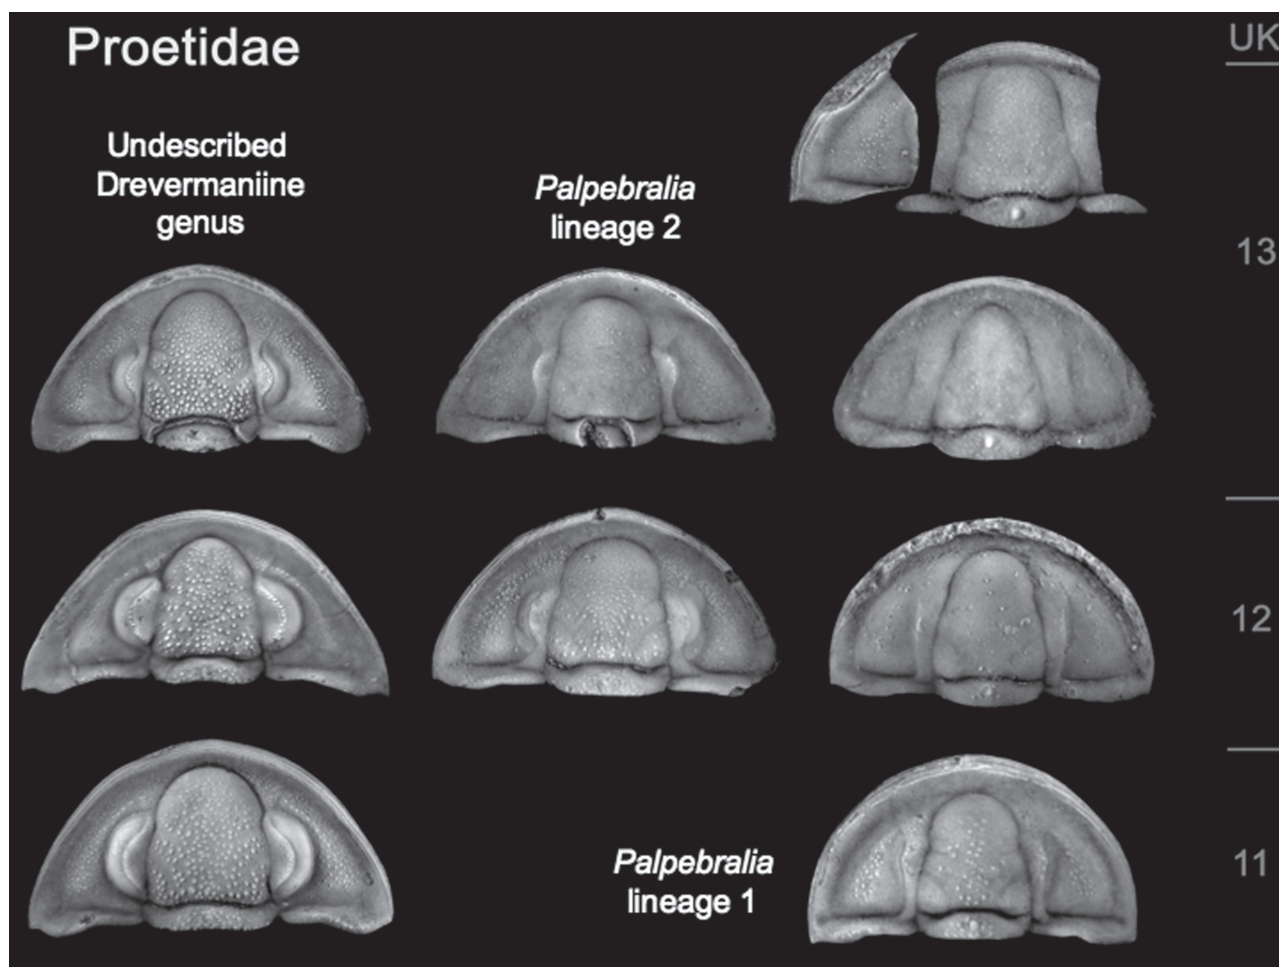 Proetidae
UK
Undescribed
Drevermaniine
genus
Palpebralia
lineage 2
13
12
Palpebralia
lineage 1
11